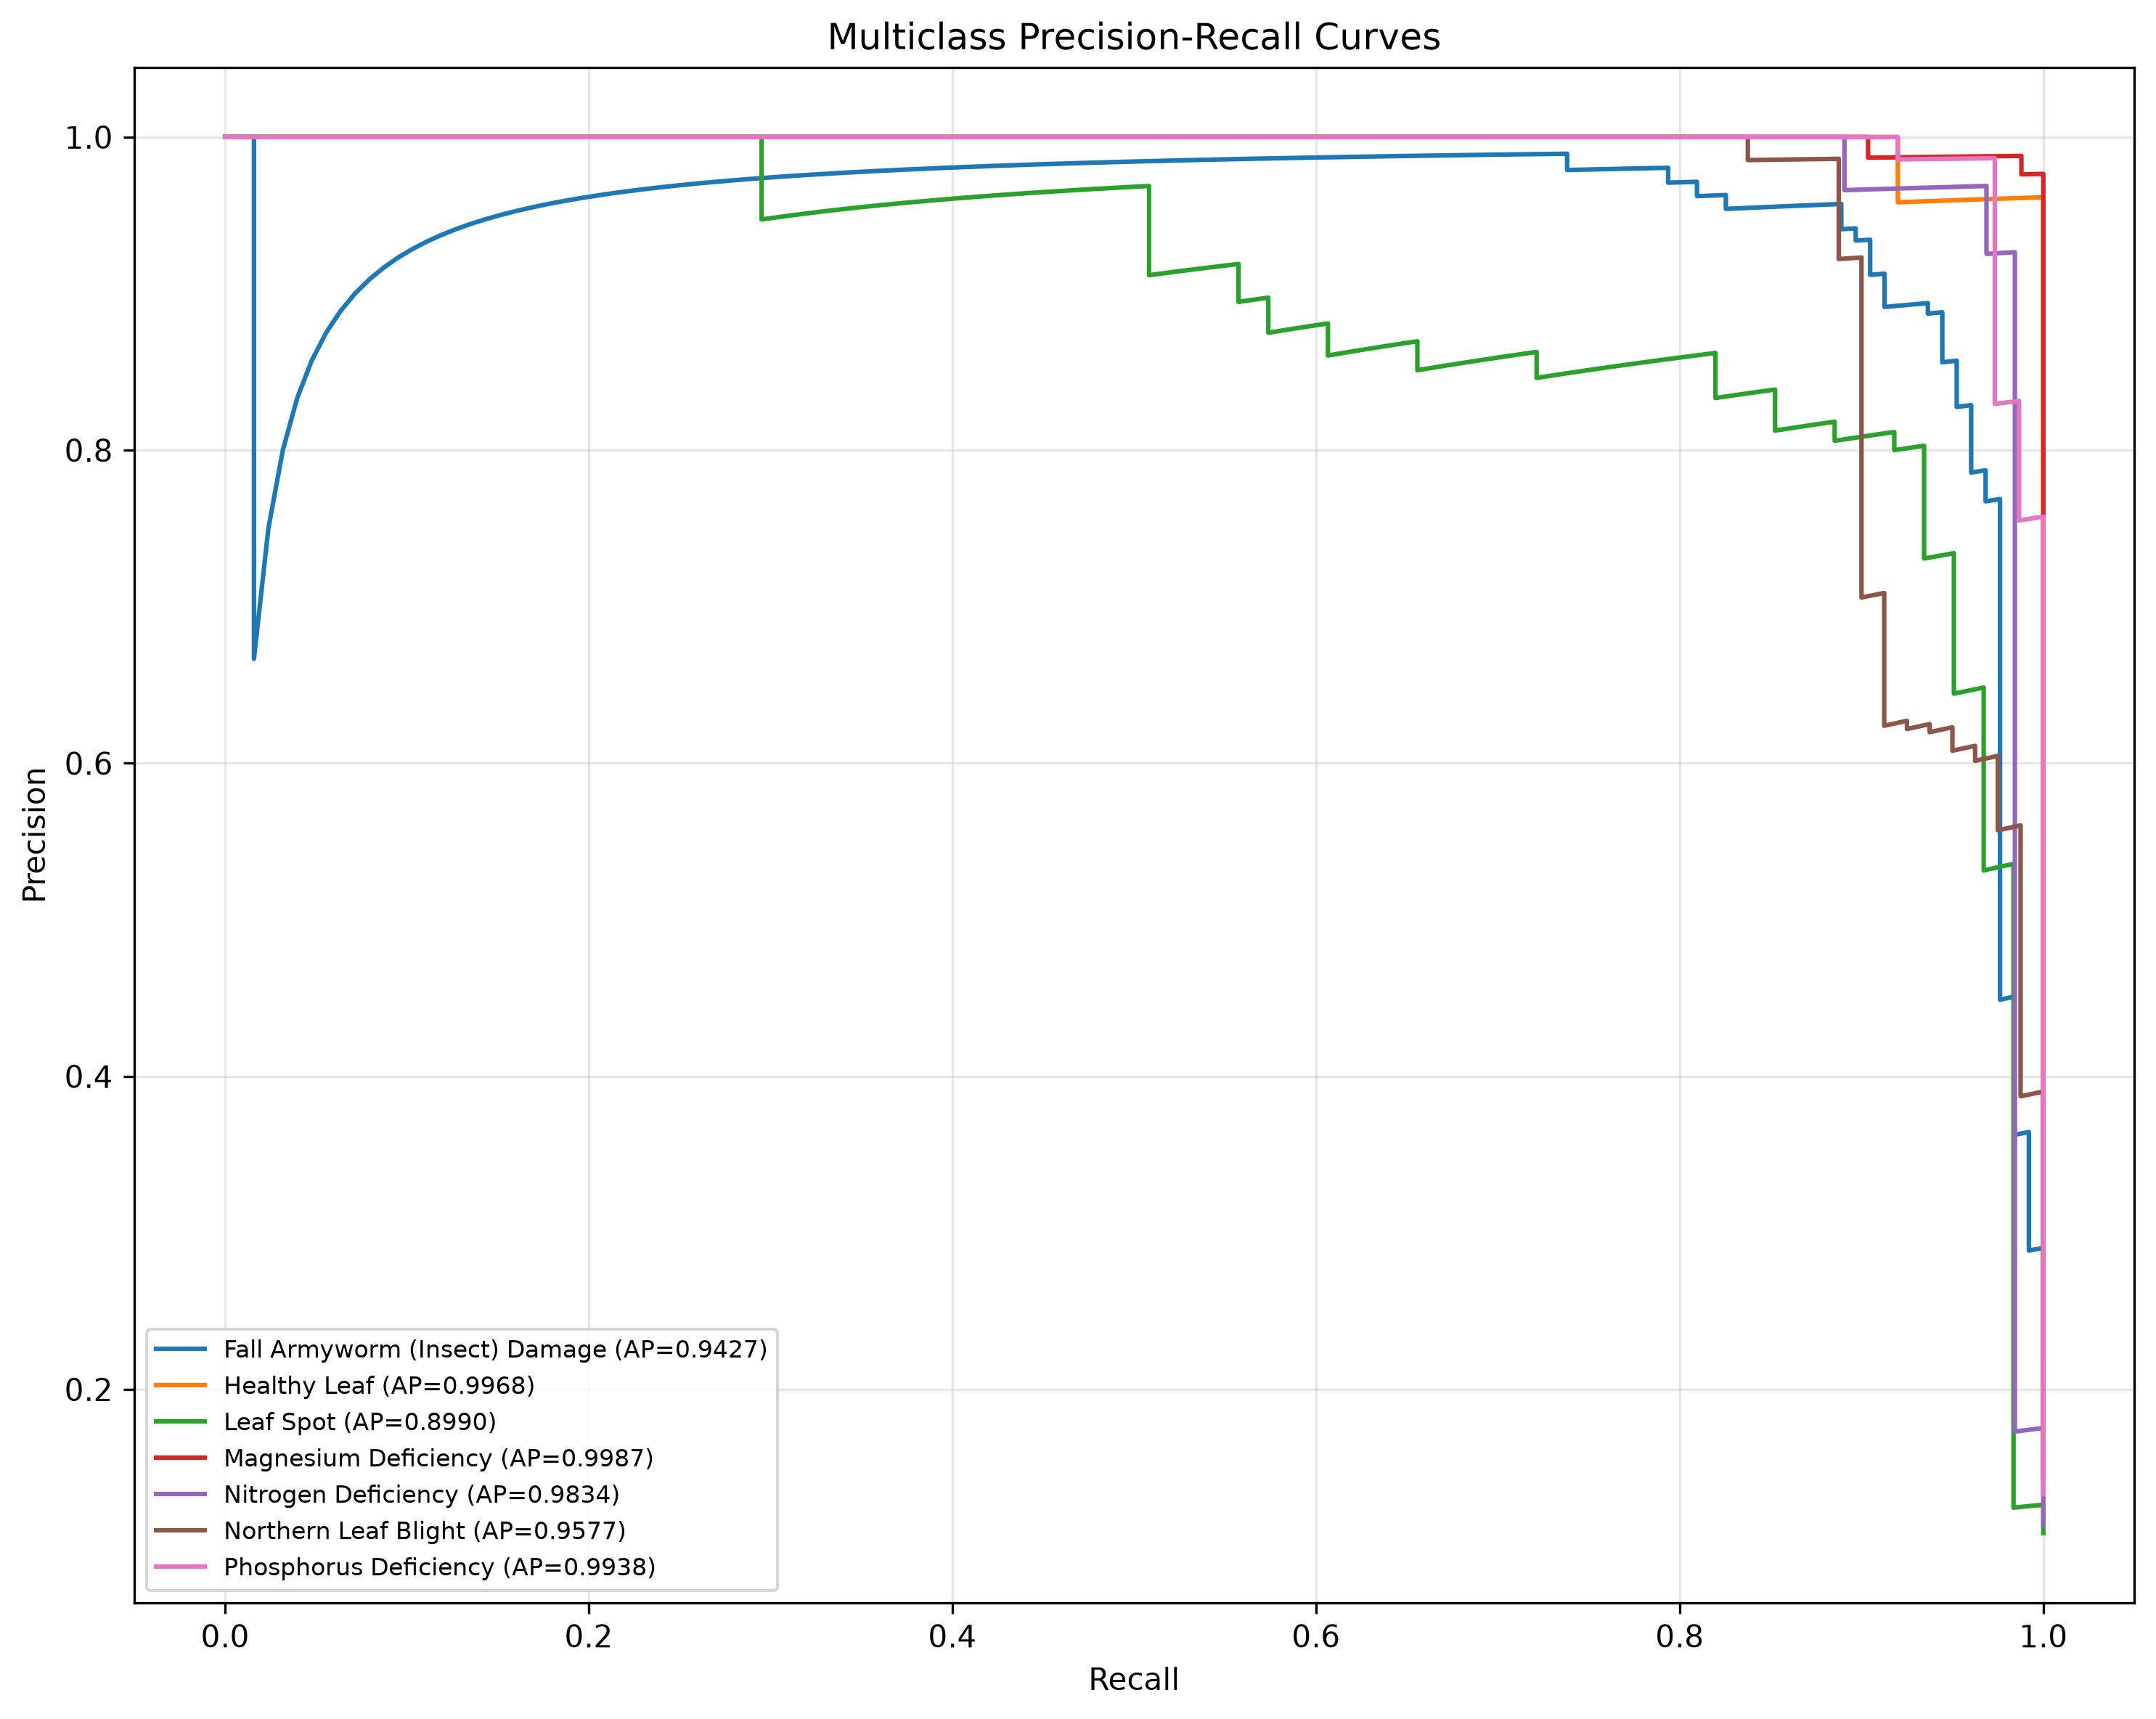 Multiclass Precision-Recall Curves
1.0
0.8
0.6
0.4
0.2
Precision
Fall Armyworm (Insect) Damage (AP=0.9427)
Healthy Leaf (AP=0.9968)
Leaf Spot (AP=0.8990)
Magnesium Deficiency (AP=0.9987)
Nitrogen Deficiency (AP=0.9834)
Northern Leaf Blight (AP=0.9577)
Phosphorus Deficiency (AP=0.9938)
0.0 0.2 0.4 0.6 0.8 1.0
Recall